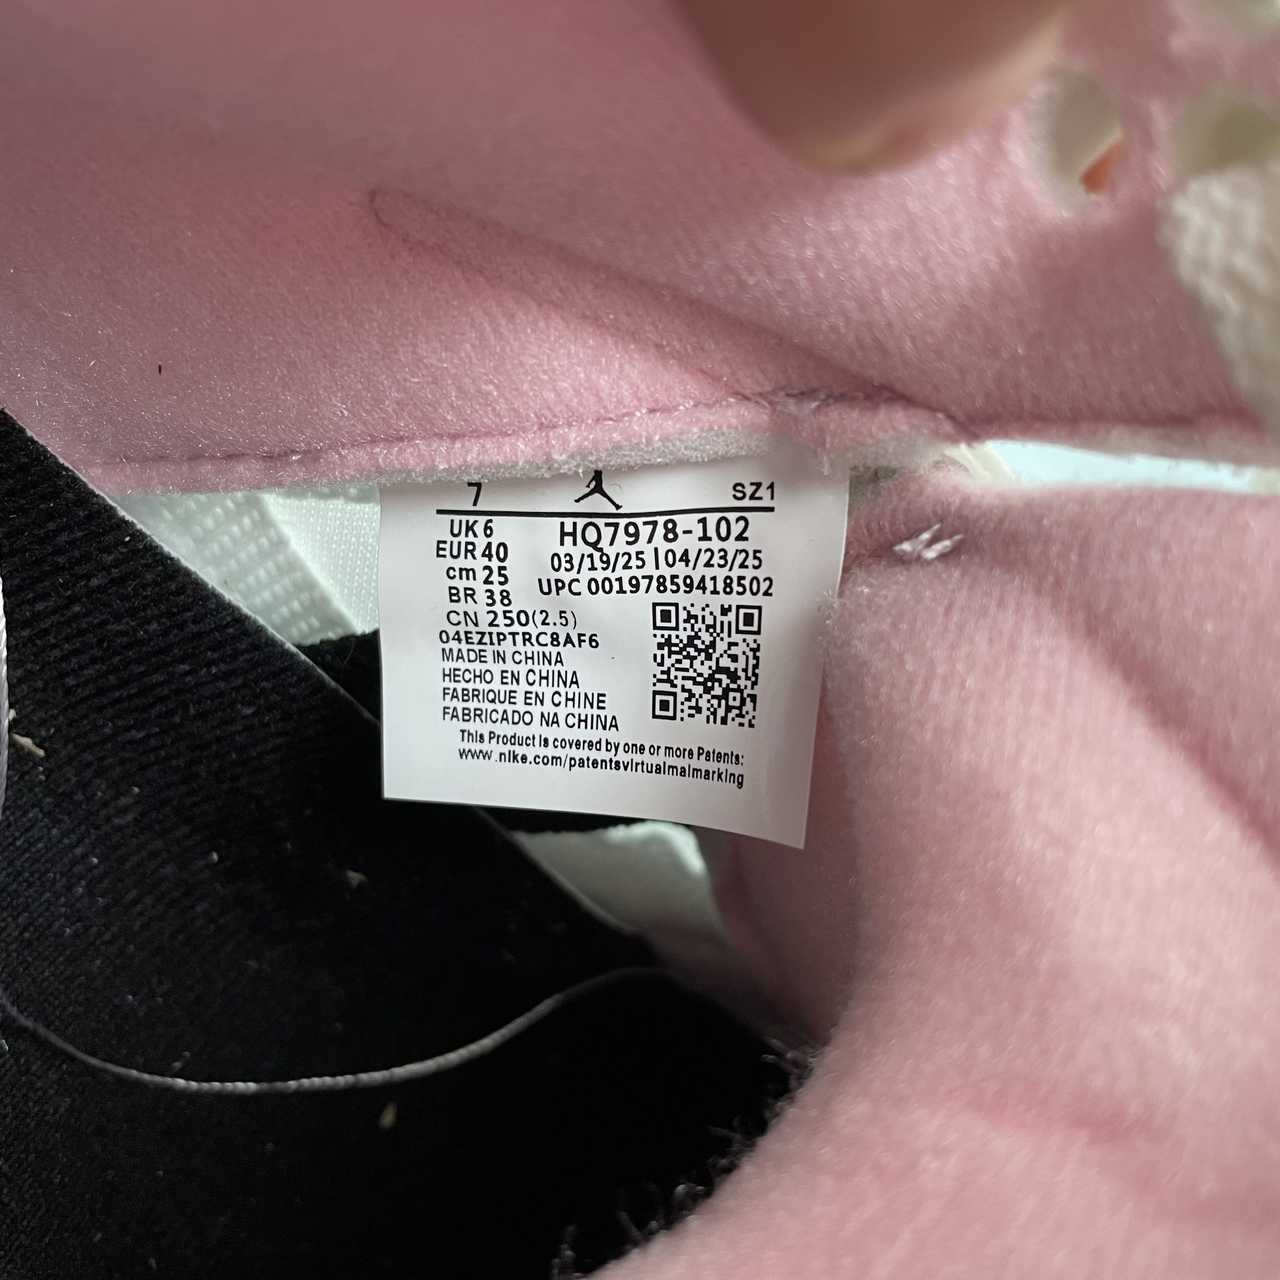 7 SZ1
UK 6 HQ7978-102
EUR 40 03/19/25 | 04/23/25
cm 25 UPC 00197859418502
BR 38
CN 250(2.5)
04EZIPTRC8AF6
MADE IN CHINA
HECHO EN CHINA
FABRIQUE EN CHINE
FABRICADO NA CHINA
This Product is covered by one or more Patents:
www.nike.com/patentsvirtualmalmarking